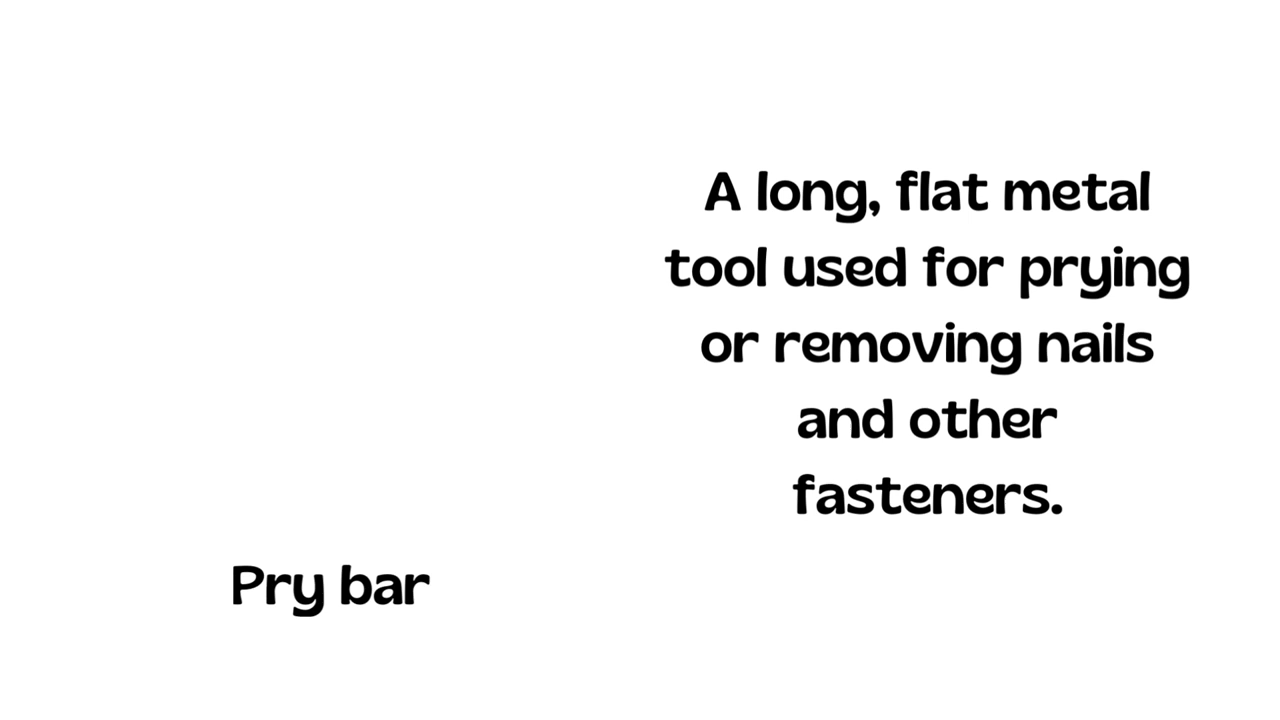 A long, flat metal
tool used for prying
or removing nails
and other
fasteners.
Pry bar